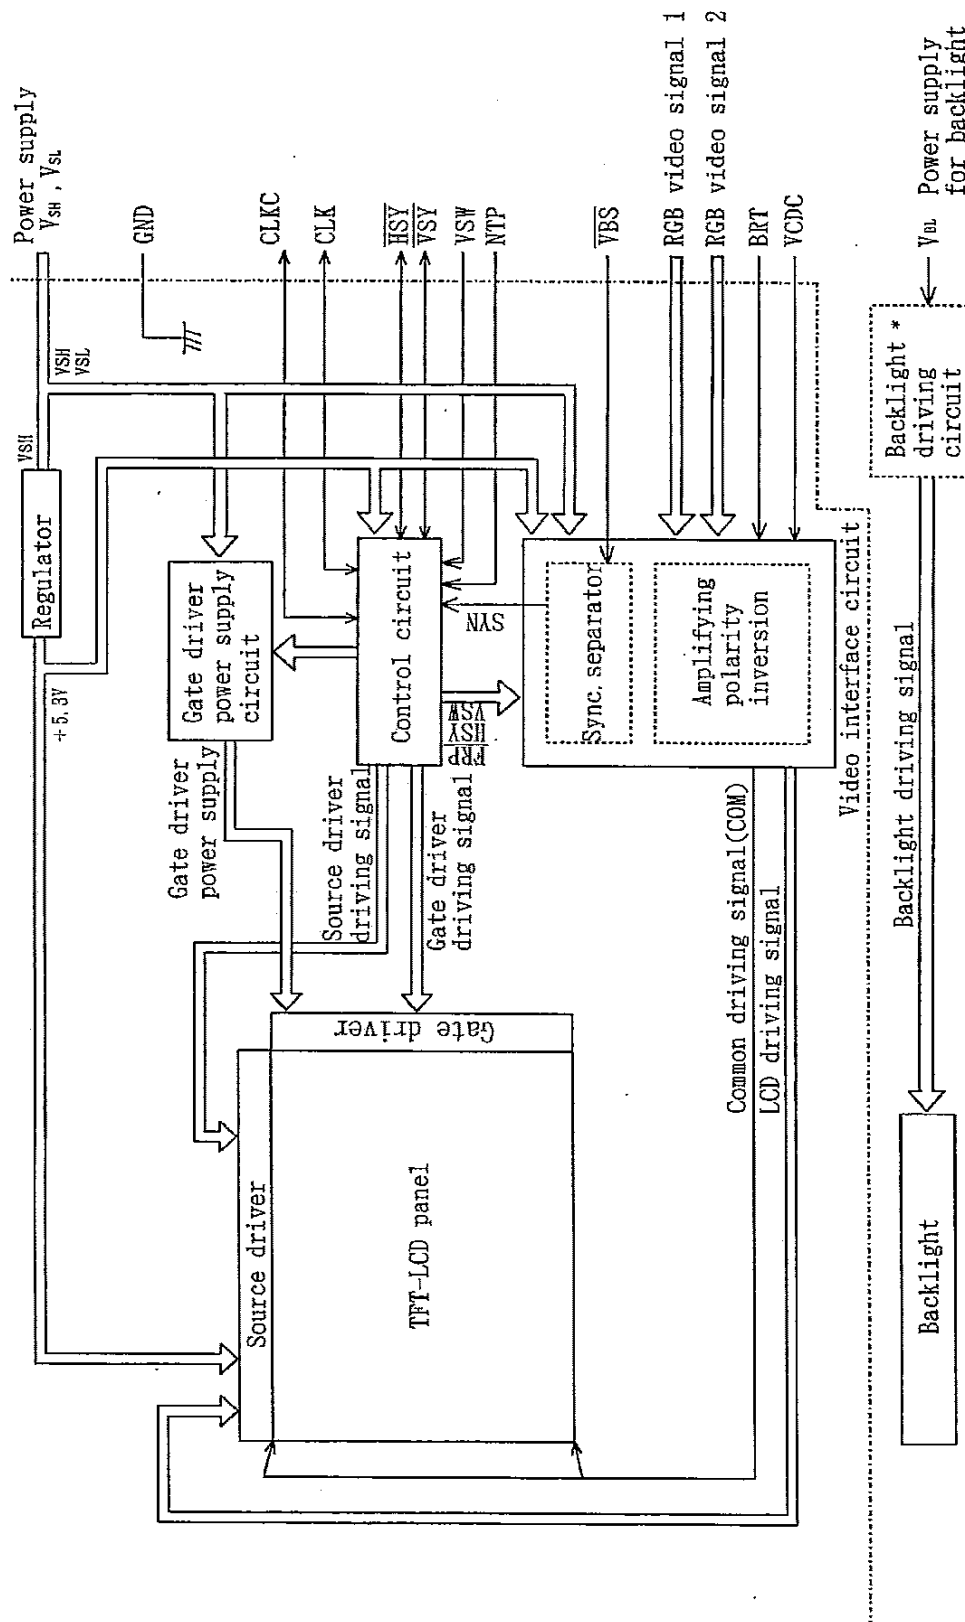 Power supply
VSH , VSL
GND
CLKC
CLK
HSY
VSY
VSW
NTP
VBS
RGB video signal 1
RGB video signal 2
BRT
VCDC
VBL Power supply
for backlight
VSH
VSL
VSH
Regulator
+5.3V
Gate driver
power supply
circuit
Gate driver
power supply
Control circuit
SYN
FRP
HSY
VSW
Source driver
driving signal
Gate driver
driving signal
Sync. separator
Amplifying
polarity
inversion
Video interface circuit
Common driving signal(COM)
LCD driving signal
Source driver
Gate driver
TFT-LCD panel
Backlight *
driving
circuit
Backlight driving signal
Backlight